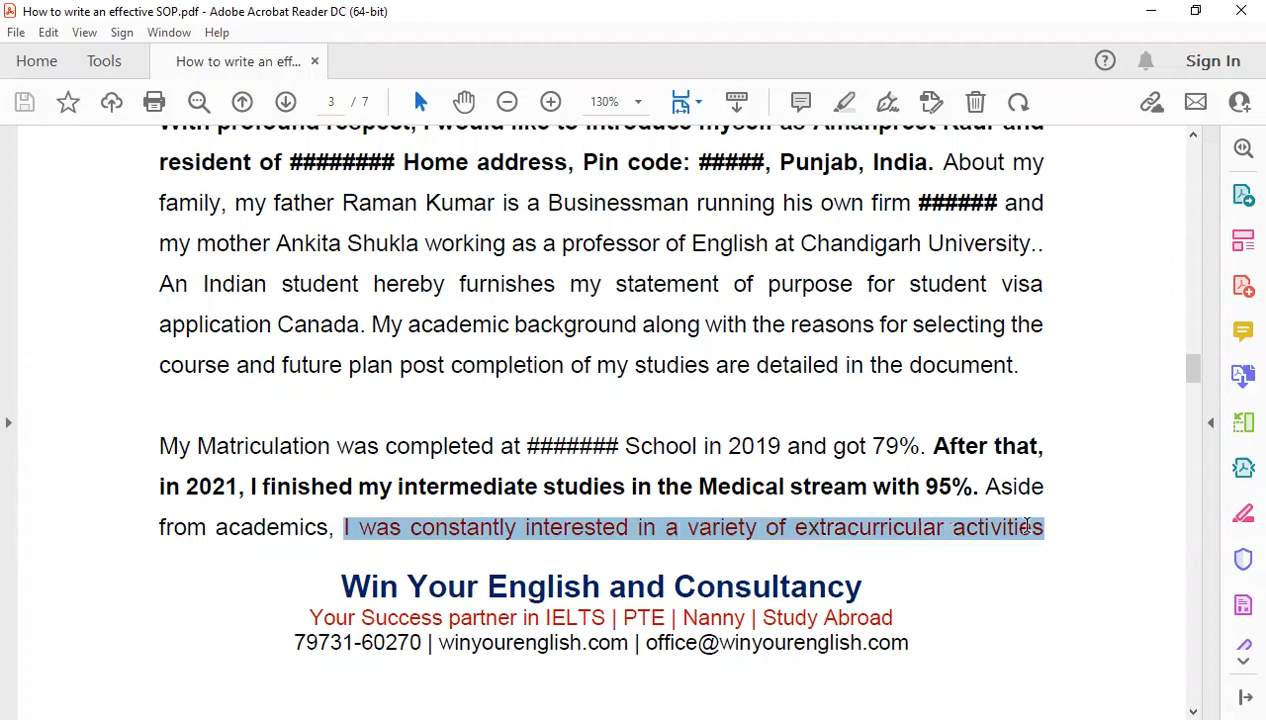 How to write an effective SOP.pdf - Adobe Acrobat Reader DC (64-bit)
File Edit View Sign Window Help
Home Tools How to write an eff... × Sign In
3 / 7 130%
With profound respect, I would like to introduce myself as Amanpreet Kaur and
resident of ######## Home address, Pin code: #####, Punjab, India. About my
family, my father Raman Kumar is a Businessman running his own firm ###### and
my mother Ankita Shukla working as a professor of English at Chandigarh University..
An Indian student hereby furnishes my statement of purpose for student visa
application Canada. My academic background along with the reasons for selecting the
course and future plan post completion of my studies are detailed in the document.
My Matriculation was completed at ####### School in 2019 and got 79%. After that,
in 2021, I finished my intermediate studies in the Medical stream with 95%. Aside
from academics, I was constantly interested in a variety of extracurricular activities
Win Your English and Consultancy
Your Success partner in IELTS | PTE | Nanny | Study Abroad
79731-60270 | winyourenglish.com | office@winyourenglish.com